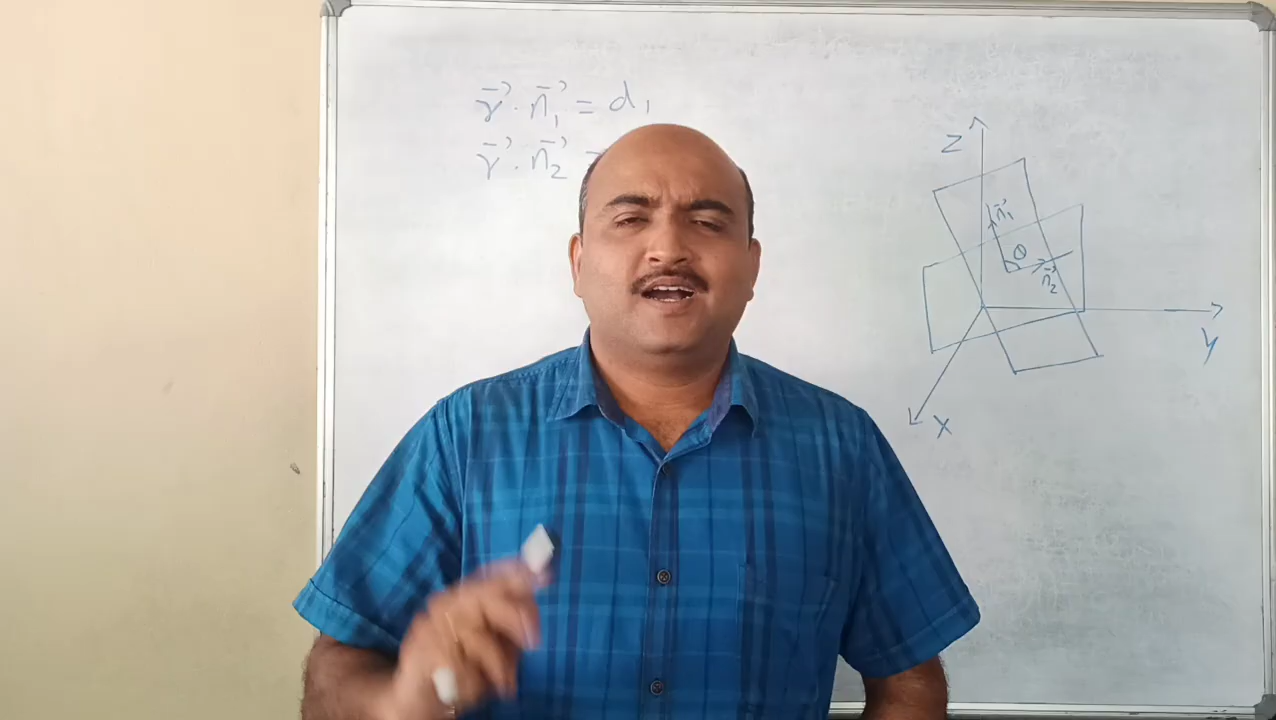 r̄⃗ . n̄⃗₁ = d₁
r̄⃗ . n̄⃗₂ =
Z
n̄⃗₁
θ
n̄⃗₂
Y
X